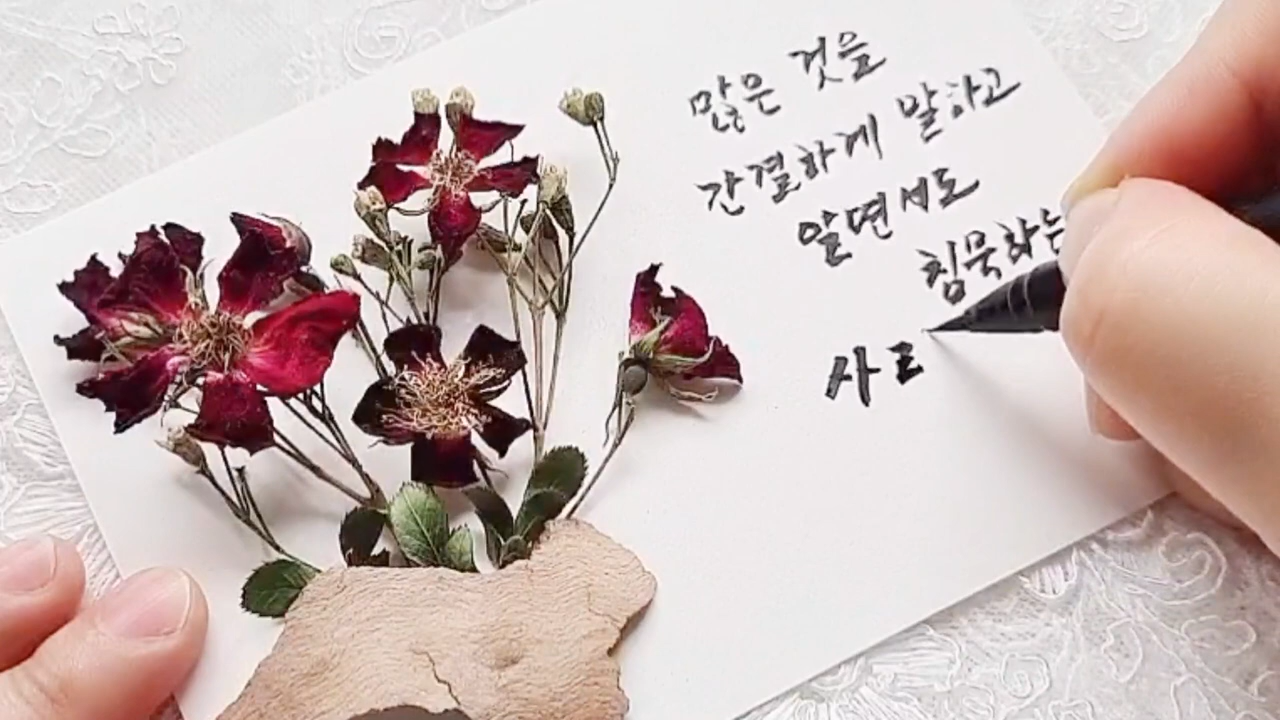 많은 것을
간결하게 말하고
알면서도
침묵하는
사